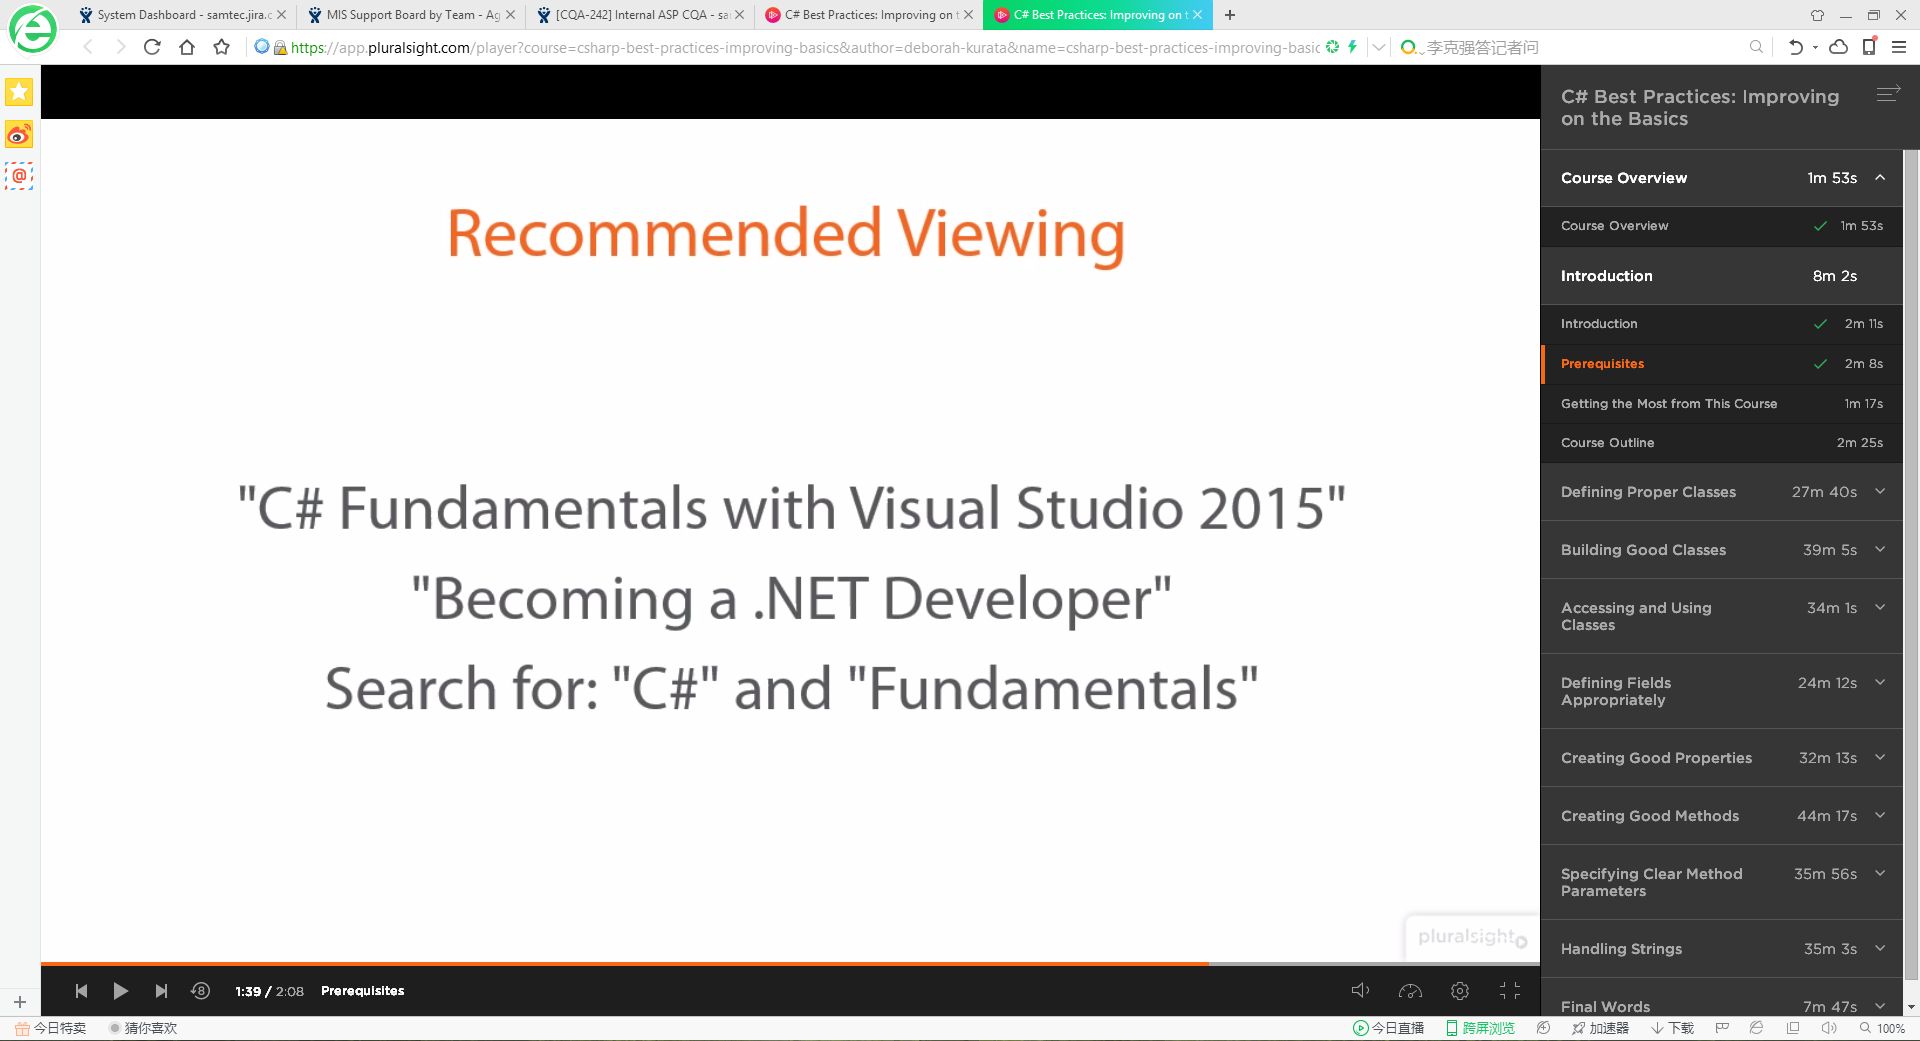 System Dashboard - samtec.jira.c
MIS Support Board by Team - Ag
[CQA-242] Internal ASP CQA - sa
C# Best Practices: Improving on t
C# Best Practices: Improving on t
https://app.pluralsight.com/player?course=csharp-best-practices-improving-basics&author=deborah-kurata&name=csharp-best-practices-improving-basic
李克强答记者问
Recommended Viewing
"C# Fundamentals with Visual Studio 2015"
"Becoming a .NET Developer"
Search for: "C#" and "Fundamentals"
pluralsight
8
1:39 / 2:08
Prerequisites
C# Best Practices: Improving
on the Basics
Course Overview 1m 53s
Course Overview 1m 53s
Introduction 8m 2s
Introduction 2m 11s
Prerequisites 2m 8s
Getting the Most from This Course 1m 17s
Course Outline 2m 25s
Defining Proper Classes 27m 40s
Building Good Classes 39m 5s
Accessing and Using 34m 1s
Classes
Defining Fields 24m 12s
Appropriately
Creating Good Properties 32m 13s
Creating Good Methods 44m 17s
Specifying Clear Method 35m 56s
Parameters
Handling Strings 35m 3s
Final Words 7m 47s
今日特卖
猜你喜欢
今日直播
跨屏浏览
加速器
下载
100%